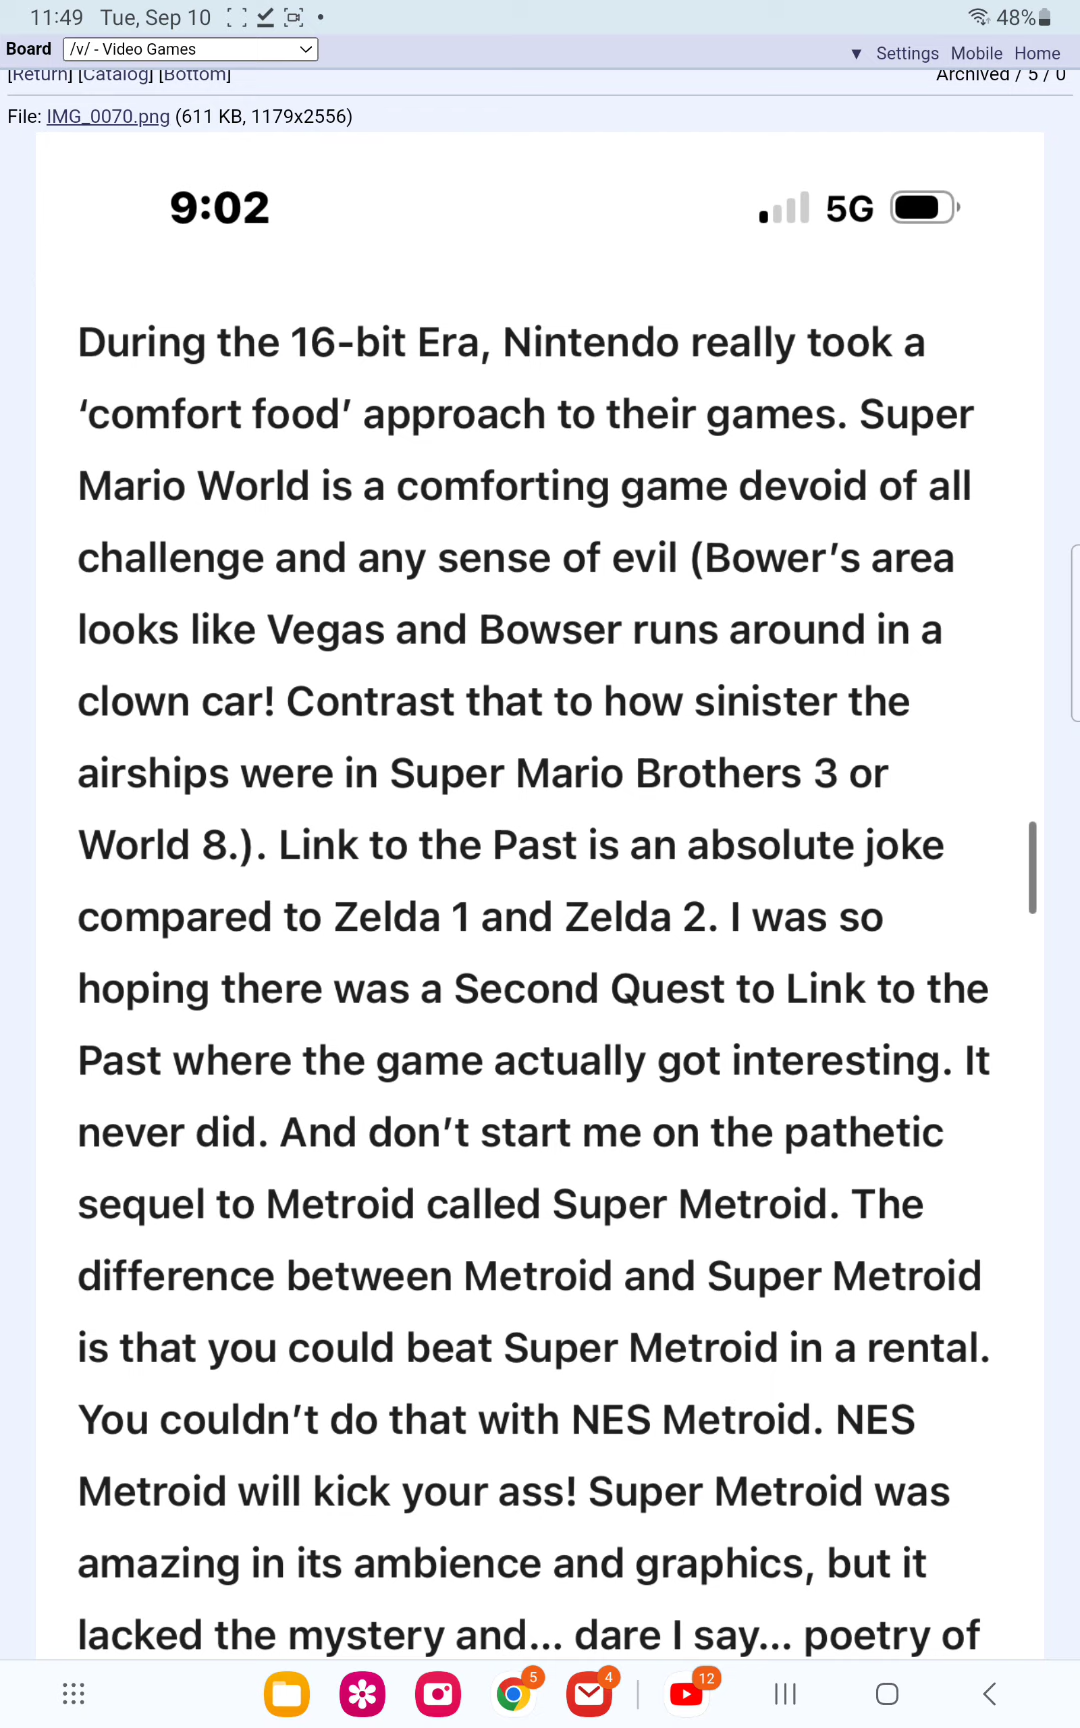 11:49 Tue, Sep 10
48%
Board /v/ - Video Games
▼ Settings Mobile Home
[Return] [Catalog] [Bottom]
Archived / 5 / 0
File: IMG_0070.png (611 KB, 1179x2556)
9:02
5G
During the 16-bit Era, Nintendo really took a
‘comfort food’ approach to their games. Super
Mario World is a comforting game devoid of all
challenge and any sense of evil (Bower’s area
looks like Vegas and Bowser runs around in a
clown car! Contrast that to how sinister the
airships were in Super Mario Brothers 3 or
World 8.). Link to the Past is an absolute joke
compared to Zelda 1 and Zelda 2. I was so
hoping there was a Second Quest to Link to the
Past where the game actually got interesting. It
never did. And don’t start me on the pathetic
sequel to Metroid called Super Metroid. The
difference between Metroid and Super Metroid
is that you could beat Super Metroid in a rental.
You couldn’t do that with NES Metroid. NES
Metroid will kick your ass! Super Metroid was
amazing in its ambience and graphics, but it
lacked the mystery and... dare I say... poetry of
5
4
12